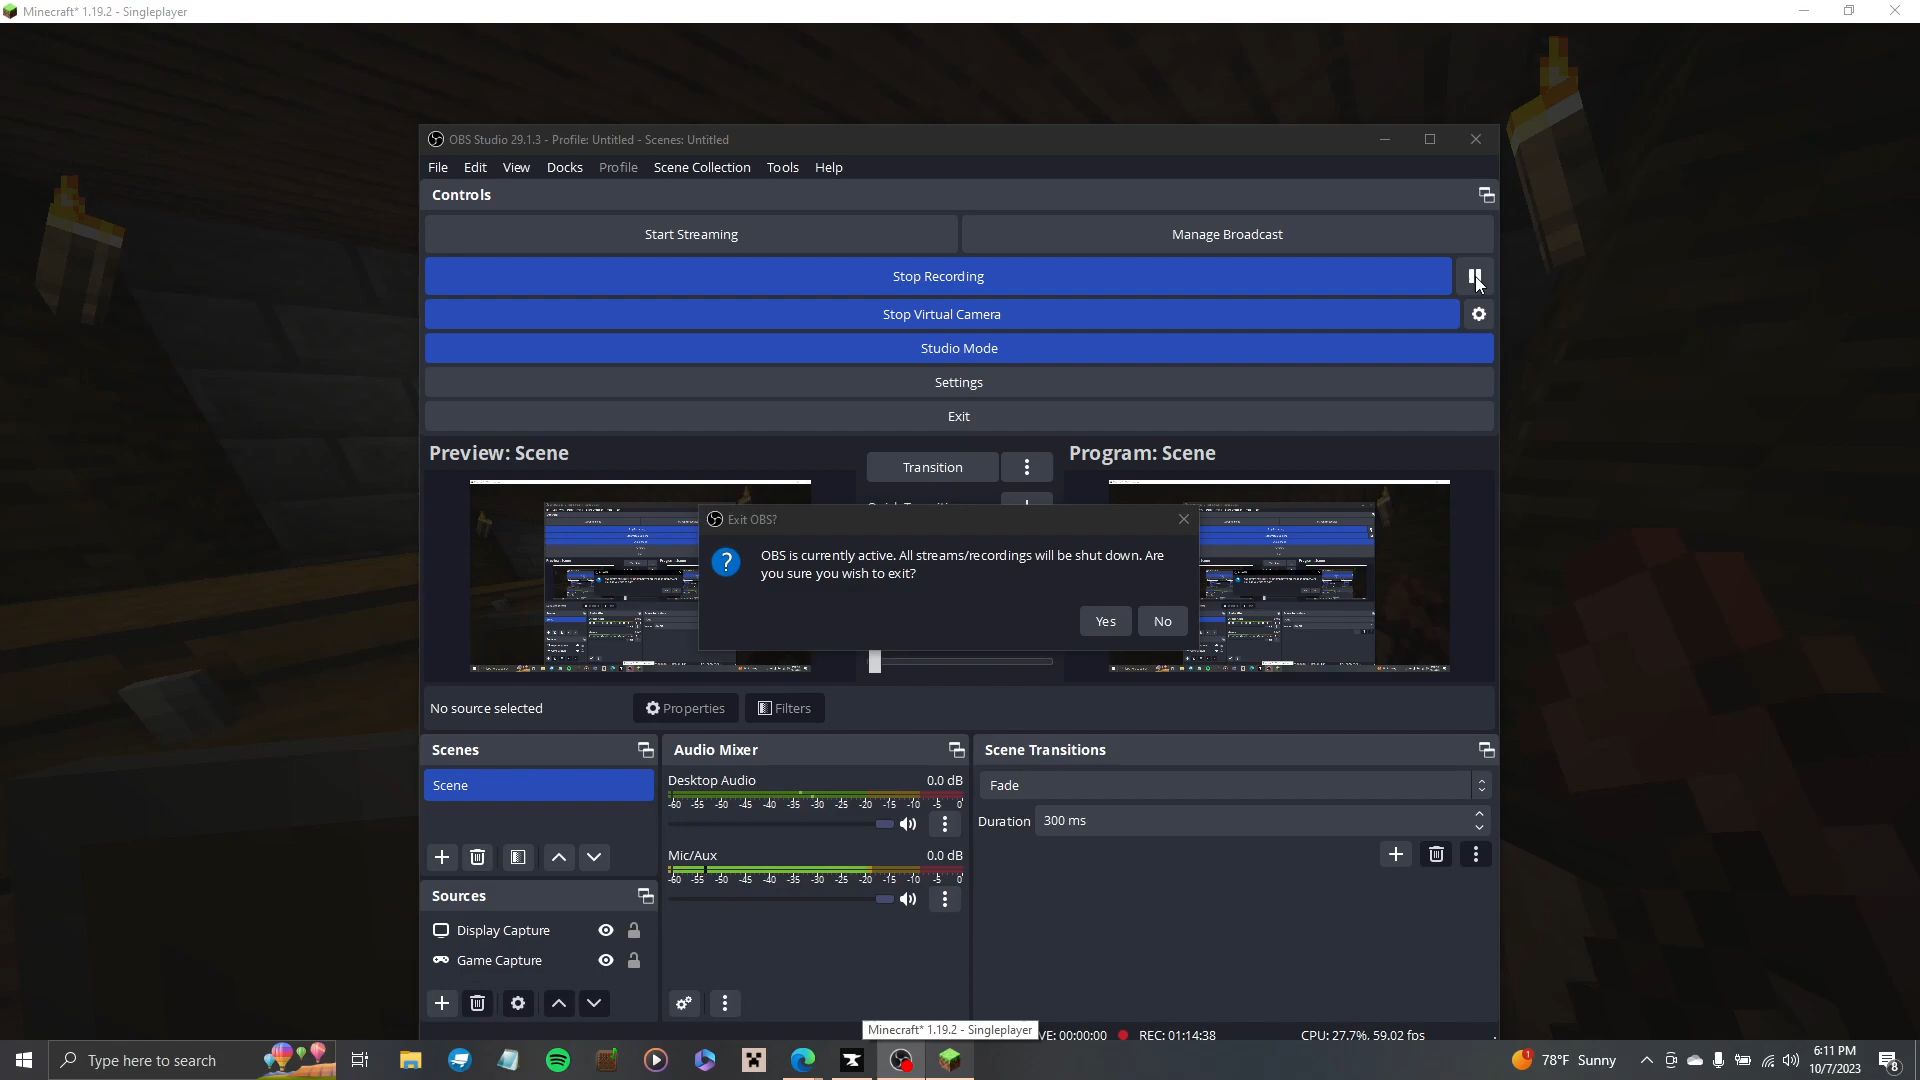 Minecraft* 1.19.2 - Singleplayer
OBS Studio 29.1.3 - Profile: Untitled - Scenes: Untitled
File Edit View Docks Profile Scene Collection Tools Help
Controls
Start Streaming Manage Broadcast
Stop Recording
Stop Virtual Camera
Studio Mode
Settings
Exit
Preview: Scene
Transition
Program: Scene
Exit OBS?
OBS is currently active. All streams/recordings will be shut down. Are
you sure you wish to exit?
Yes No
No source selected Properties Filters
Scenes
Scene
Sources
Display Capture
Game Capture
Audio Mixer
Desktop Audio 0.0 dB
-60 -55 -50 -45 -40 -35 -30 -25 -20 -15 -10 -5 0
Mic/Aux 0.0 dB
-60 -55 -50 -45 -40 -35 -30 -25 -20 -15 -10 -5 0
Scene Transitions
Fade
Duration 300 ms
Minecraft* 1.19.2 - Singleplayer
VE: 00:00:00 REC: 01:14:38 CPU: 27.7%, 59.02 fps
Type here to search
1 78°F Sunny
6:11 PM
10/7/2023
8